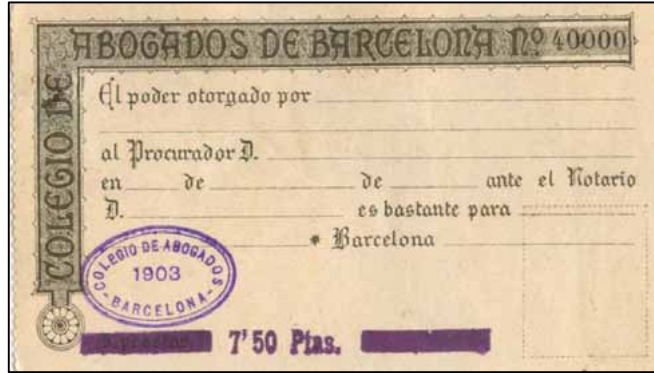 COLEGIO DE
ABOGADOS DE BARCELONA Nº 40000
El poder otorgado por
al Procurador D.
en de de ante el Notario
D. es bastante para
* Barcelona
COLEGIO DE ABOGADOS
1903
-BARCELONA-
7'50 Ptas.